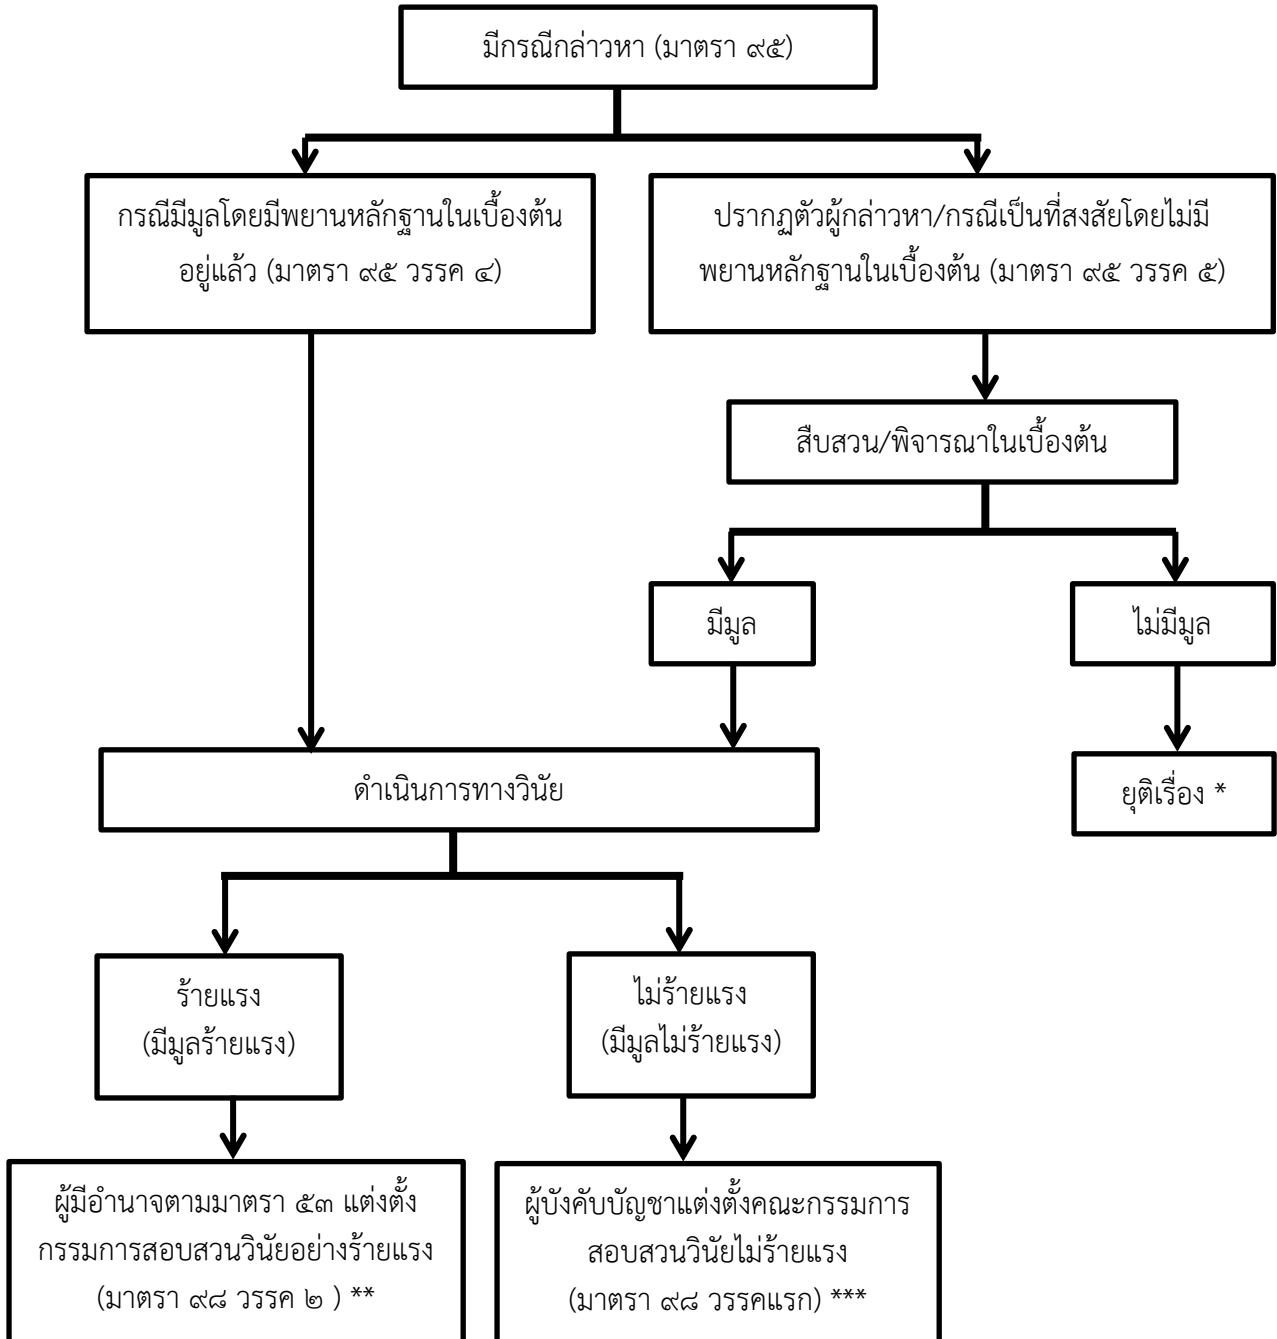 มีกรณีกล่าวหา (มาตรา ๙๕)
กรณีมีมูลโดยมีพยานหลักฐานในเบื้องต้น
อยู่แล้ว (มาตรา ๙๕ วรรค ๔)
ปรากฏตัวผู้กล่าวหา/กรณีเป็นที่สงสัยโดยไม่มี
พยานหลักฐานในเบื้องต้น (มาตรา ๙๕ วรรค ๕)
สืบสวน/พิจารณาในเบื้องต้น
มีมูล
ไม่มีมูล
ดำเนินการทางวินัย
ยุติเรื่อง *
ร้ายแรง
(มีมูลร้ายแรง)
ไม่ร้ายแรง
(มีมูลไม่ร้ายแรง)
ผู้มีอำนาจตามมาตรา ๕๓ แต่งตั้ง
กรรมการสอบสวนวินัยอย่างร้ายแรง
(มาตรา ๙๘ วรรค ๒ ) **
ผู้บังคับบัญชาแต่งตั้งคณะกรรมการ
สอบสวนวินัยไม่ร้ายแรง
(มาตรา ๙๘ วรรคแรก) ***